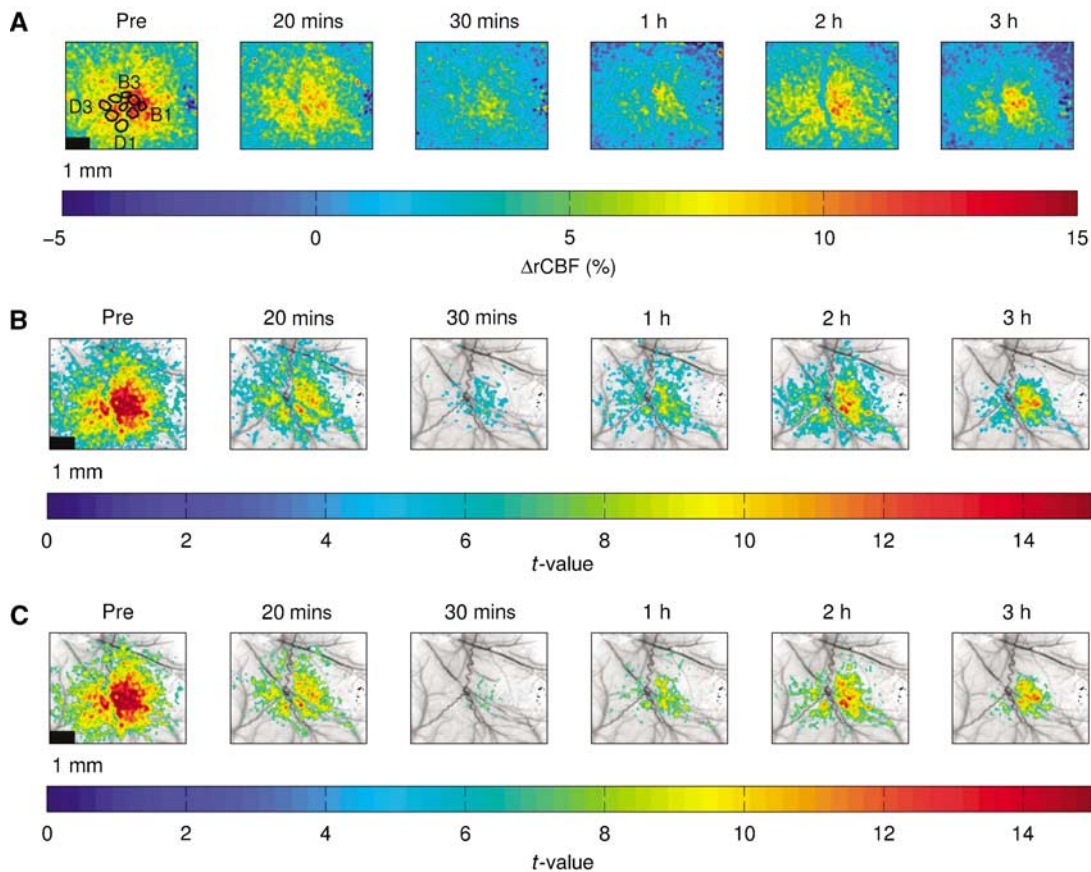 A
Pre 20 mins 30 mins 1 h 2 h 3 h
B3
D3 B1
D1
1 mm
−5 0 5 10 15
ΔrCBF (%)
B
Pre 20 mins 30 mins 1 h 2 h 3 h
1 mm
0 2 4 6 8 10 12 14
t-value
C
Pre 20 mins 30 mins 1 h 2 h 3 h
1 mm
0 2 4 6 8 10 12 14
t-value